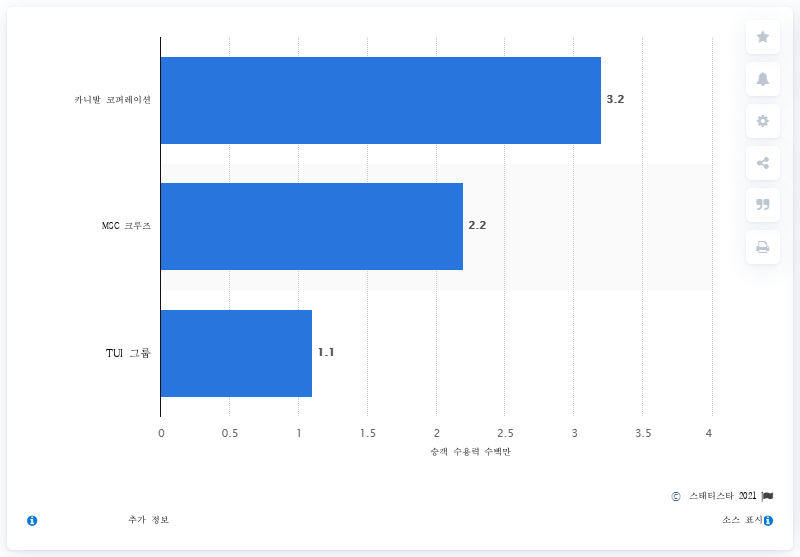 카니발 코퍼레이션
3.2
MSC 크루즈
2.2
TUI 그룹
1.1
0 0.5 1 1.5 2 2.5 3 3.5 4
승객 수용력 수백만
© 스태티스타 2021
추가 정보
소스 표시